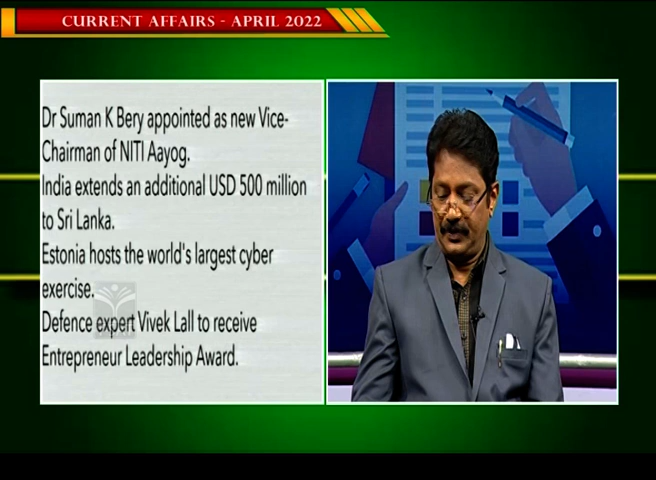 CURRENT AFFAIRS - APRIL 2022
Dr Suman K Bery appointed as new Vice-
Chairman of NITI Aayog.
India extends an additional USD 500 million
to Sri Lanka.
Estonia hosts the world's largest cyber
exercise.
Defence expert Vivek Lall to receive
Entrepreneur Leadership Award.